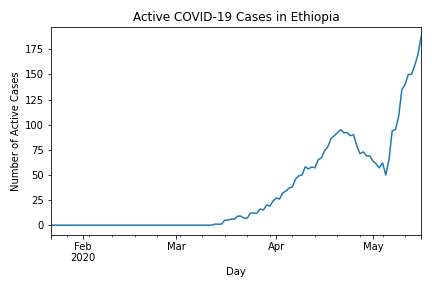 Active COVID-19 Cases in Ethiopia
Number of Active Cases
175
150
125
100
75
50
25
0
Feb
2020
Mar
Apr
May
Day